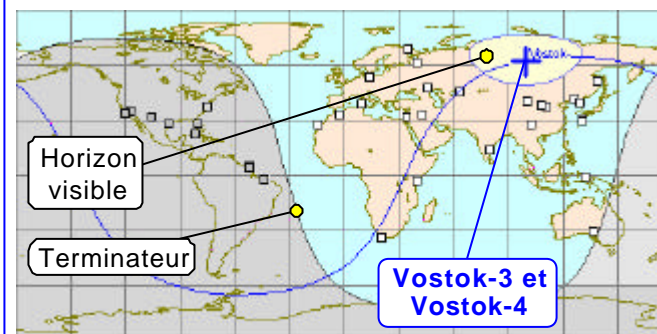 Vostok-
Horizon
visible
Terminateur
Vostok-3 et
Vostok-4